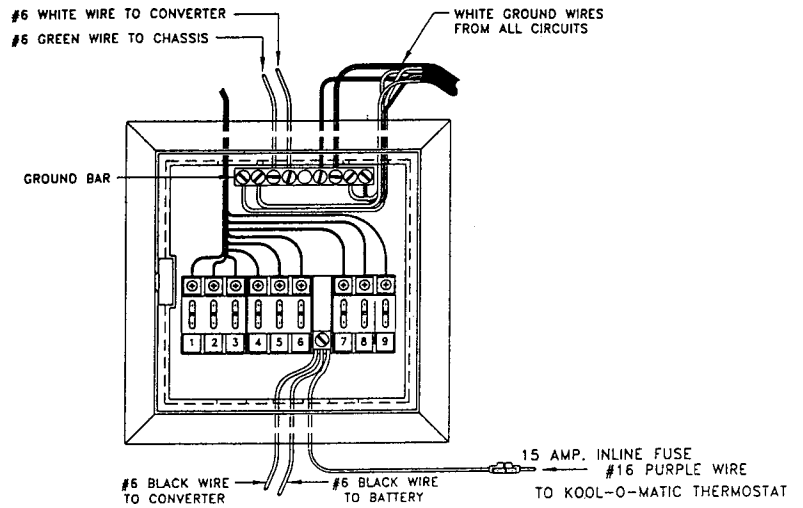 #6 WHITE WIRE TO CONVERTER
#6 GREEN WIRE TO CHASSIS
WHITE GROUND WIRES
FROM ALL CIRCUITS
GROUND BAR
1 2 3 4 5 6 7 8 9
#6 BLACK WIRE
TO CONVERTER
#6 BLACK WIRE
TO BATTERY
15 AMP. INLINE FUSE
#16 PURPLE WIRE
TO KOOL-O-MATIC THERMOSTAT